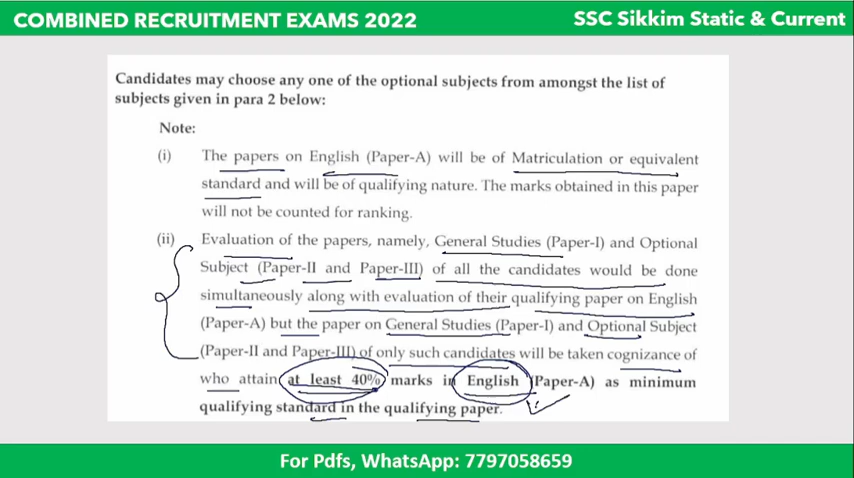 COMBINED RECRUITMENT EXAMS 2022
SSC Sikkim Static & Current
Candidates may choose any one of the optional subjects from amongst the list of
subjects given in para 2 below:
Note:
(i) The papers on English (Paper-A) will be of Matriculation or equivalent
standard and will be of qualifying nature. The marks obtained in this paper
will not be counted for ranking.
(ii) Evaluation of the papers, namely, General Studies (Paper-I) and Optional
Subject (Paper-II and Paper-III) of all the candidates would be done
simultaneously along with evaluation of their qualifying paper on English
(Paper-A) but the paper on General Studies (Paper-I) and Optional Subject
(Paper-II and Paper-III) of only such candidates will be taken cognizance of
who attain at least 40% marks in English (Paper-A) as minimum
qualifying standard in the qualifying paper.
For Pdfs, WhatsApp: 7797058659